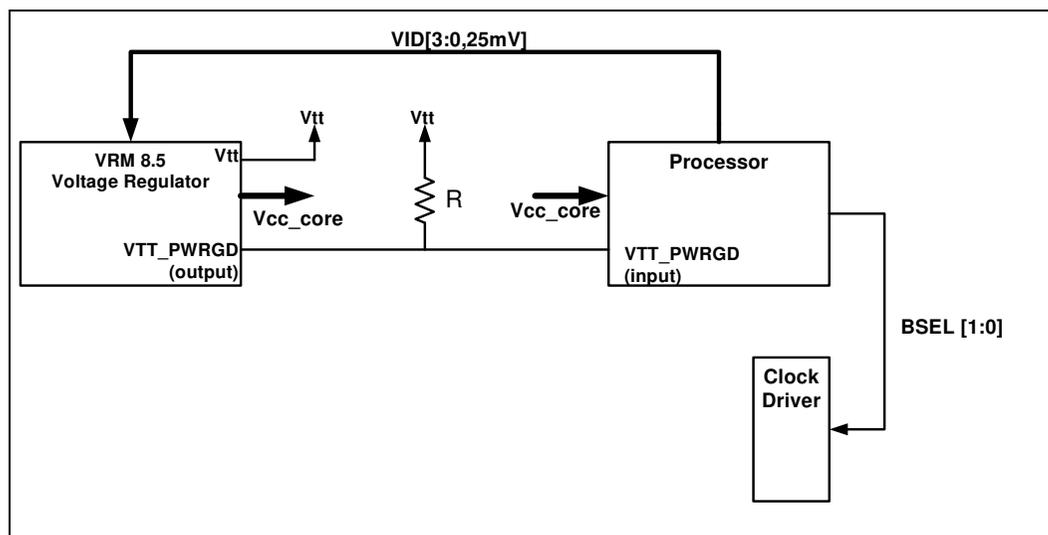 VID[3:0,25mV]
Vtt
Vtt
VRM 8.5
Voltage Regulator
Vtt
Processor
R
Vcc_core
Vcc_core
VTT_PWRGD
(output)
VTT_PWRGD
(input)
BSEL [1:0]
Clock
Driver